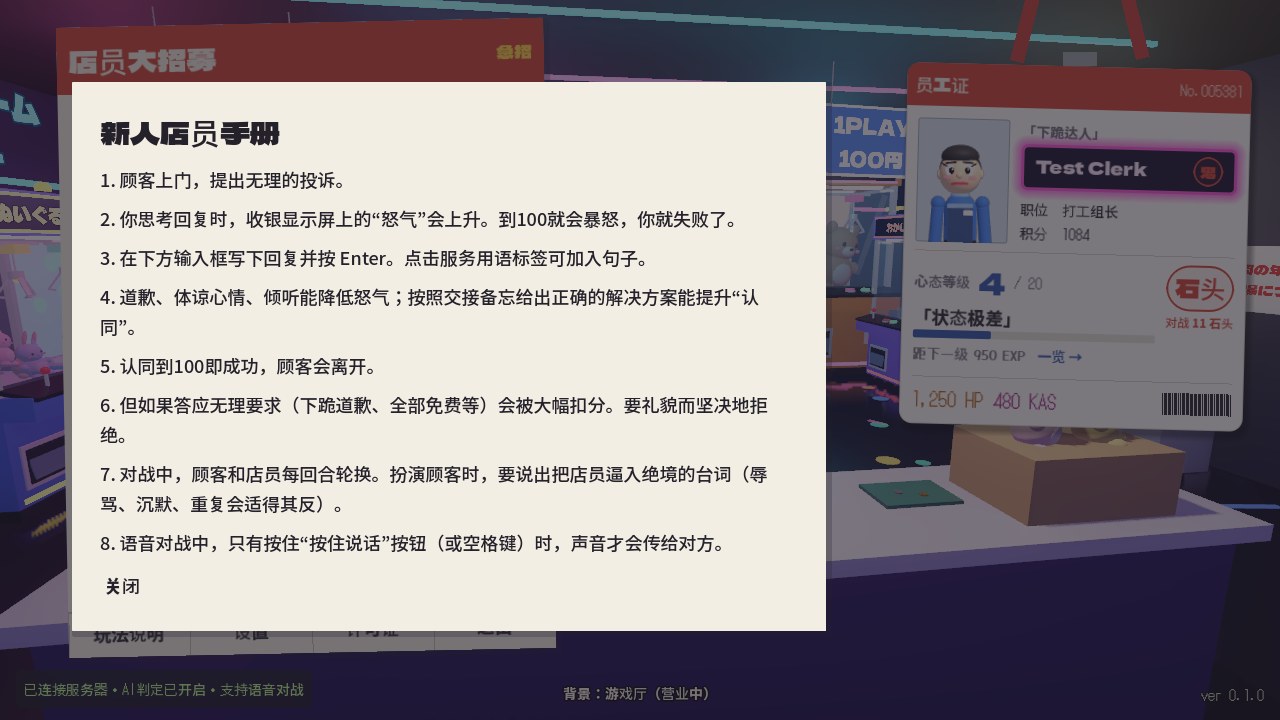 店员大招募
急招
新人店员手册
1. 顾客上门，提出无理的投诉。
2. 你思考回复时，收银显示屏上的“怒气”会上升。到100就会暴怒，你就失败了。
3. 在下方输入框写下回复并按 Enter。点击服务用语标签可加入句子。
4. 道歉、体谅心情、倾听能降低怒气；按照交接备忘给出正确的解决方案能提升“认
同”。
5. 认同到100即成功，顾客会离开。
6. 但如果答应无理要求（下跪道歉、全部免费等）会被大幅扣分。要礼貌而坚决地拒
绝。
7. 对战中，顾客和店员每回合轮换。扮演顾客时，要说出把店员逼入绝境的台词（辱
骂、沉默、重复会适得其反）。
8. 语音对战中，只有按住“按住说话”按钮（或空格键）时，声音才会传给对方。
关闭
玩法说明
设置
许可证
退出
1PLAY
100円
ーム
ぬいぐる
员工证
No. 005381
「下跪达人」
Test Clerk
职位 打工组长
积分 1084
心态等级 4 / 20
「状态极差」
石头
对战 11 石头
距下一级 950 EXP 一览 →
1,250 HP 480 KAS
已连接服务器・AI判定已开启・支持语音对战
背景：游戏厅（营业中）
ver 0.1.0